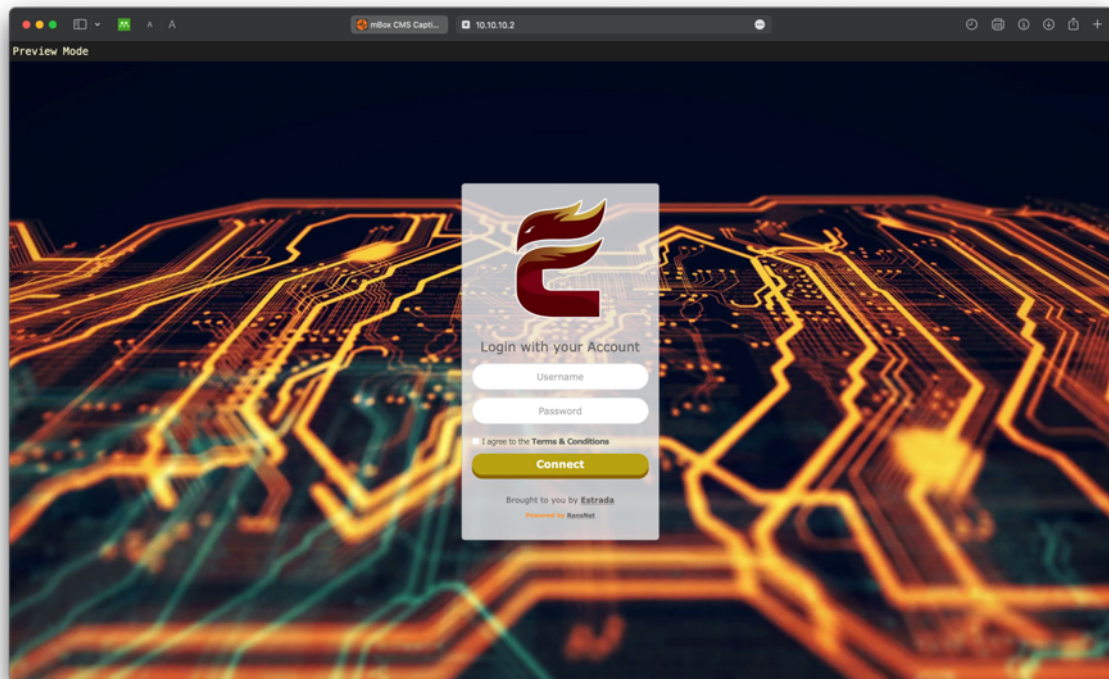 mBox CMS Capti...
10.10.10.2
Preview Mode
Login with your Account
Username
Password
I agree to the Terms & Conditions
Connect
Brought to you by Estrada
Powered by RansNet